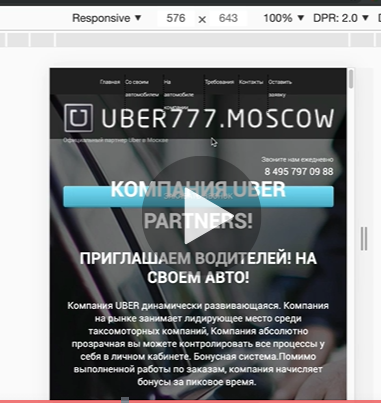 Responsive ▼ 576 × 643 100% ▼ DPR: 2.0 ▼
Главная Со своим автомобилем На автомобиле компании Требования Контакты Оставить заявку
UBER777.MOSCOW
Официальный партнер Uber в Москве
Звоните нам ежедневно
8 495 797 09 88
КОМПАНИЯ UBER
PARTNERS!
ПРИГЛАШАЕМ ВОДИТЕЛЕЙ! НА
СВОЕМ АВТО!
Компания UBER динамически развивающаяся. Компания
на рынке занимает лидирующее место среди
таксомоторных компаний, Компания абсолютно
прозрачная вы можете контролировать все процессы у
себя в личном кабинете. Бонусная система.Помимо
выполненной работы по заказам, компания начисляет
бонусы за пиковое время.